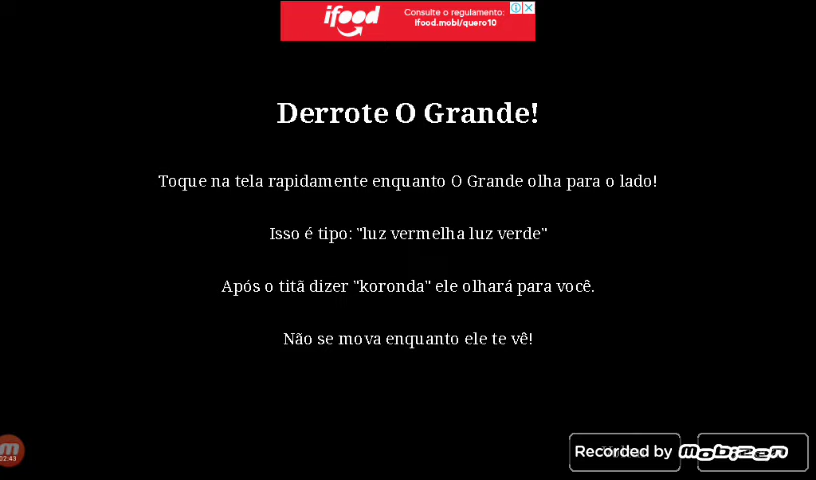 ifood
Consulte o regulamento:
ifood.mobi/quero10
Derrote O Grande!
Toque na tela rapidamente enquanto O Grande olha para o lado!
Isso é tipo: "luz vermelha luz verde"
Após o titã dizer "koronda" ele olhará para você.
Não se mova enquanto ele te vê!
02:43
Recorded by mobizen